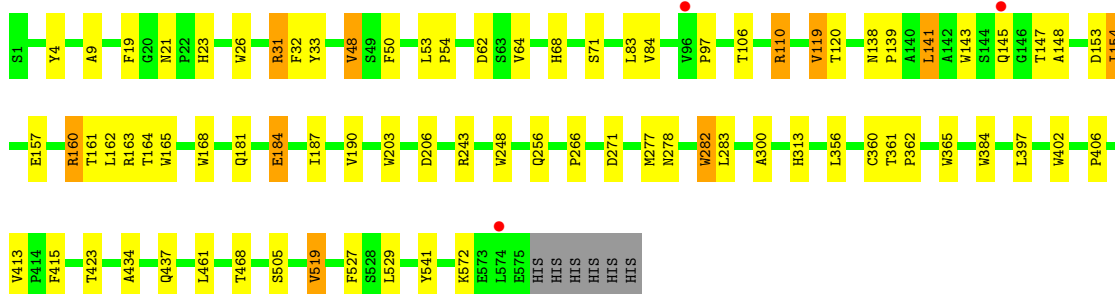 S1 Y4 A9 F19 G20 N21 P22 H23 W26 R31 F32 Y33 V48 S49 F50 L53 P54 D62 S63 V64 H68 S71 L83 V84 V96 P97 T106 R110 V119 T120 N138 P139 A140 L141 A142 W143 S144 Q145 G146 T147 A148 D153
E157 R160 T161 L162 R163 T164 W165 W168 Q181 E184 I187 V190 W203 D206 R243 W248 Q256 P266 D271 M277 N278 W282 L283 A300 H313 L356 C360 T361 P362 W365 W384 L397 W402 P406
V413 P414 F415 T423 A434 Q437 L461 T468 S505 V519 F527 S528 L529 Y541 K572 E573 L574 E575 HIS HIS HIS HIS HIS HIS